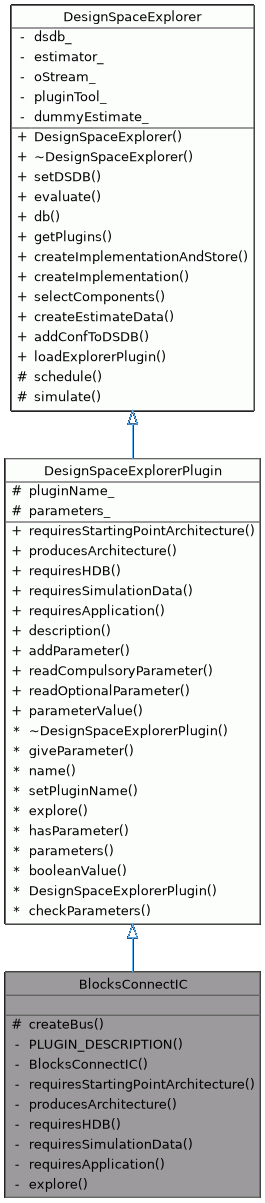 DesignSpaceExplorer
- dsdb_
- estimator_
- oStream_
- pluginTool_
- dummyEstimate_
+ DesignSpaceExplorer()
+ ~DesignSpaceExplorer()
+ setDSDB()
+ evaluate()
+ db()
+ getPlugins()
+ createImplementationAndStore()
+ createImplementation()
+ selectComponents()
+ createEstimateData()
+ addConfToDSDB()
+ loadExplorerPlugin()
# schedule()
# simulate()
DesignSpaceExplorerPlugin
# pluginName_
# parameters_
+ requiresStartingPointArchitecture()
+ producesArchitecture()
+ requiresHDB()
+ requiresSimulationData()
+ requiresApplication()
+ description()
+ addParameter()
+ readCompulsoryParameter()
+ readOptionalParameter()
+ parameterValue()
* ~DesignSpaceExplorerPlugin()
* giveParameter()
* name()
* setPluginName()
* explore()
* hasParameter()
* parameters()
* booleanValue()
* DesignSpaceExplorerPlugin()
* checkParameters()
BlocksConnectIC
# createBus()
- PLUGIN_DESCRIPTION()
- BlocksConnectIC()
- requiresStartingPointArchitecture()
- producesArchitecture()
- requiresHDB()
- requiresSimulationData()
- requiresApplication()
- explore()